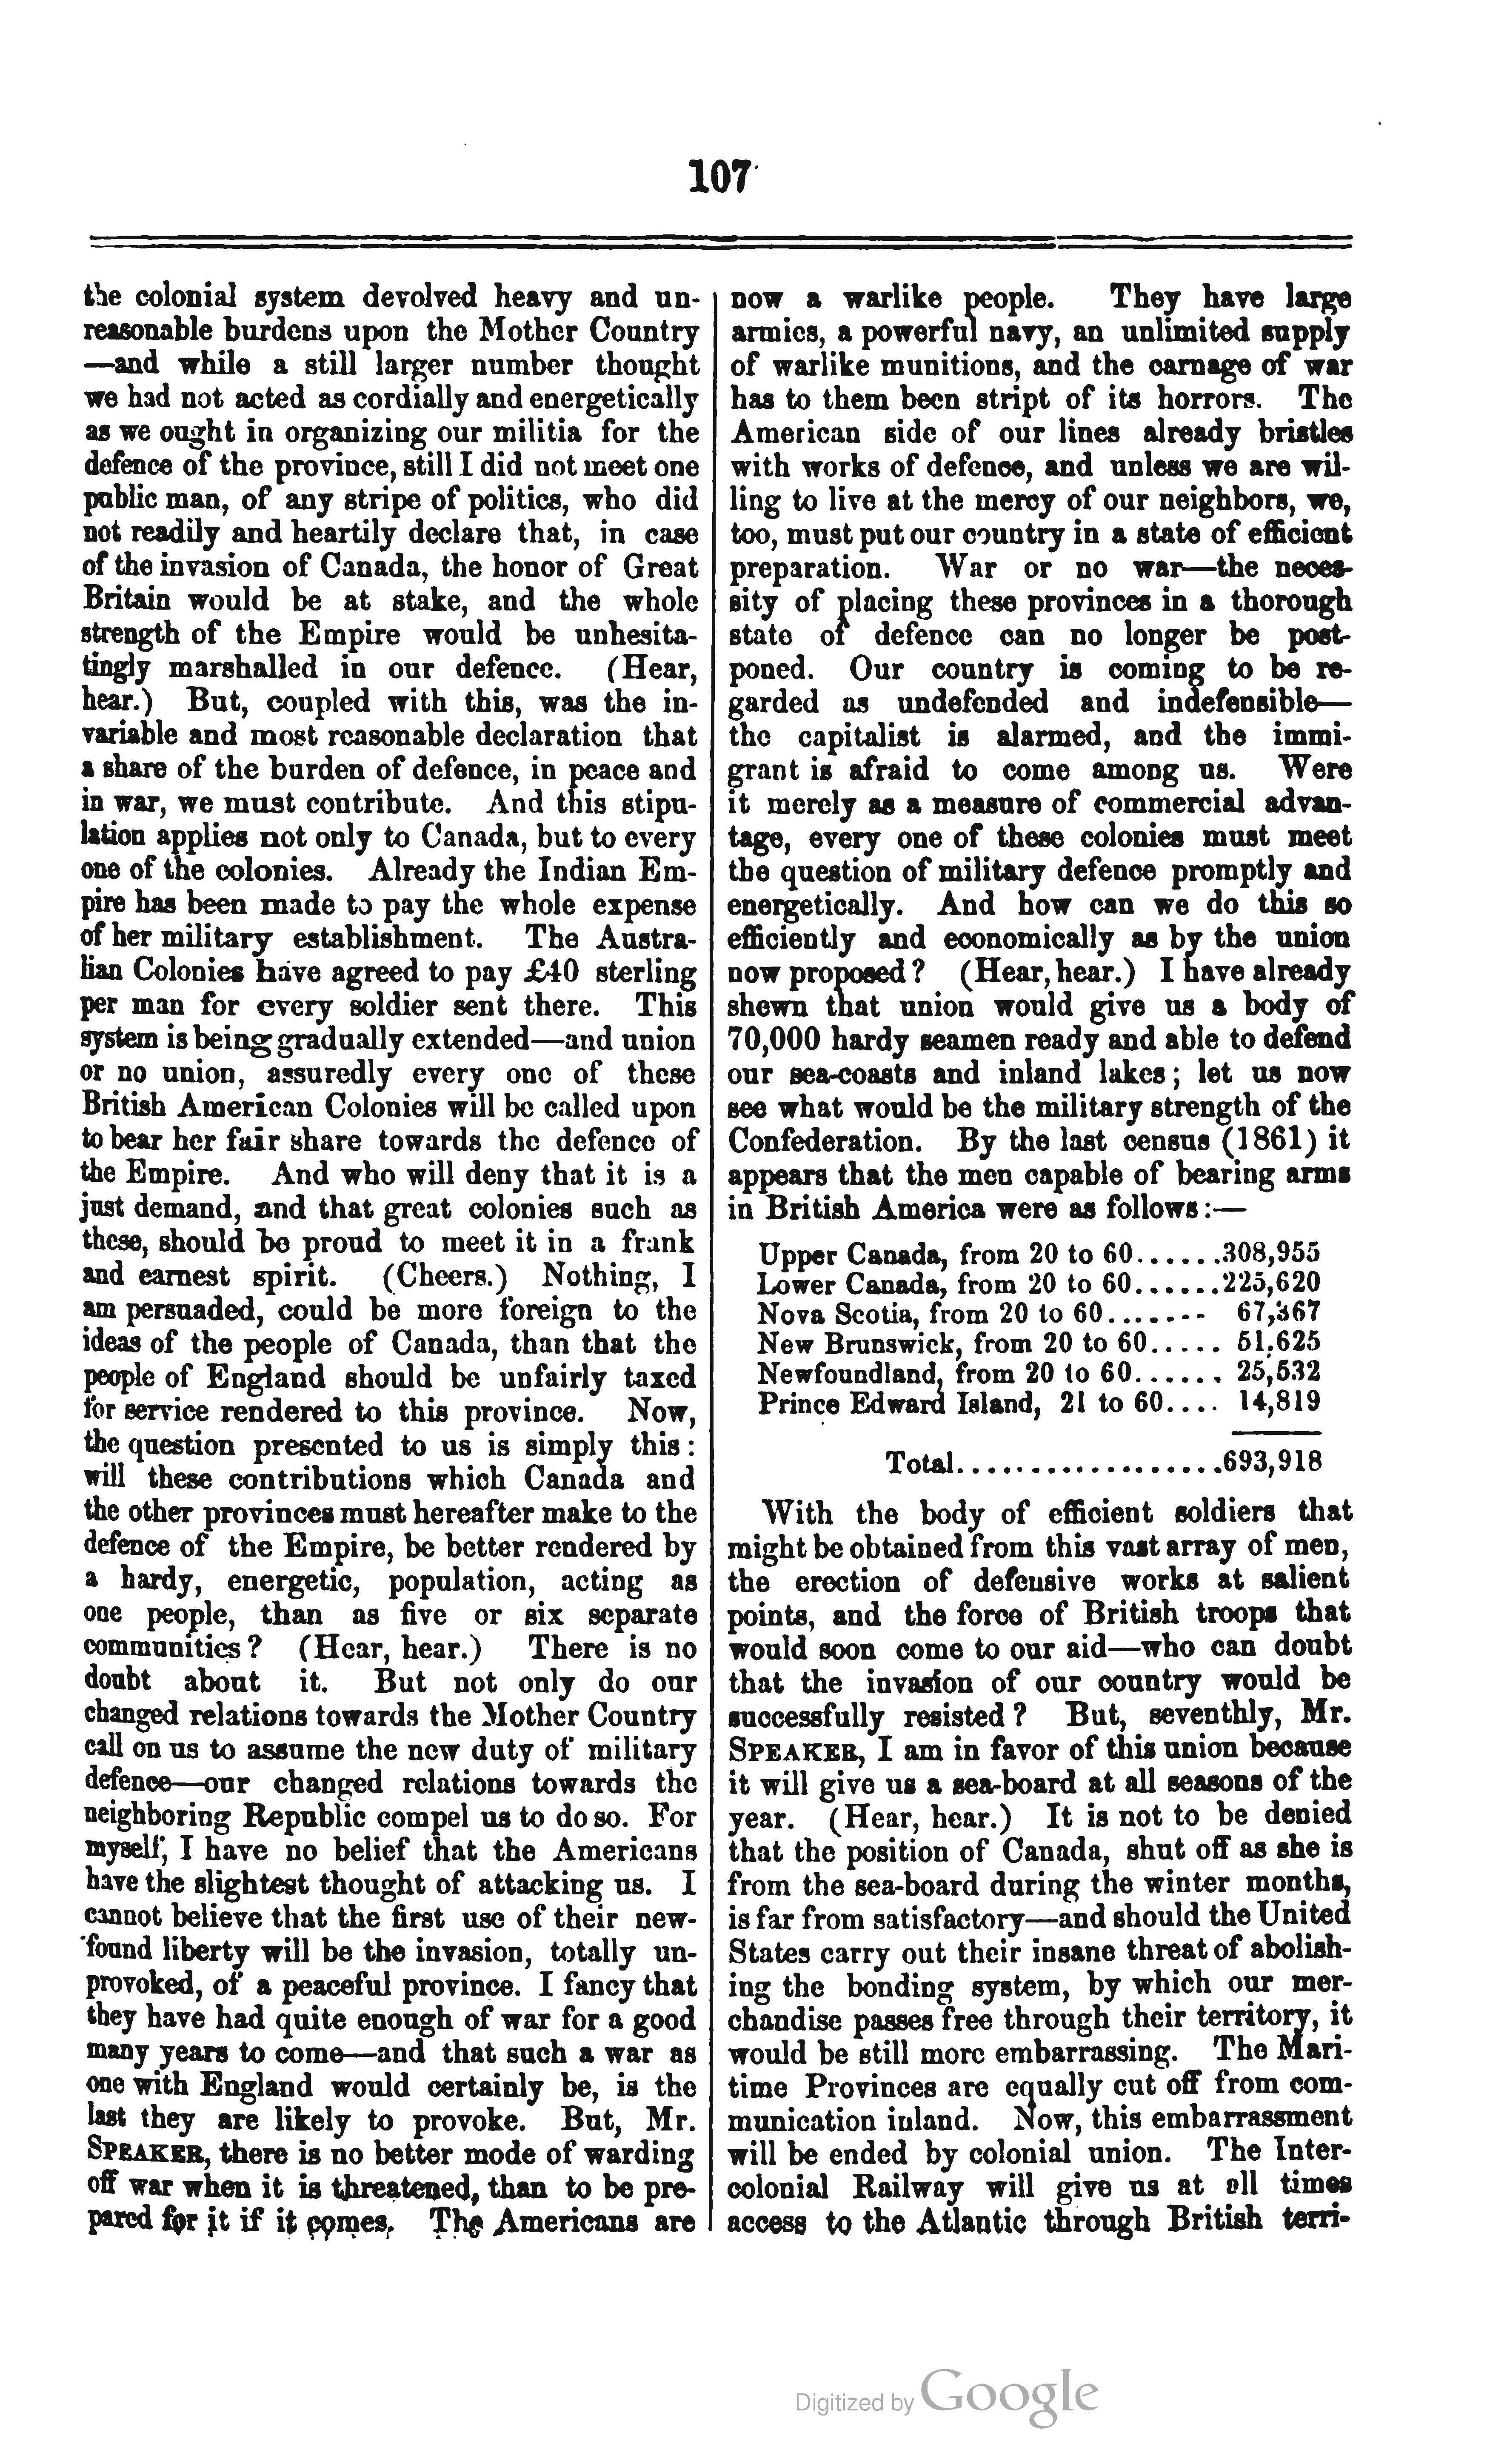 107
the colonial system devolved heavy and un-
reasonable burdens upon the Mother Country
—and while a still larger number thought
we had not acted as cordially and energetically
as we ought in organizing our militia for the
defence of the province, still I did not meet one
public man, of any stripe of politics, who did
not readily and heartily declare that, in case
of the invasion of Canada, the honor of Great
Britain would be at stake, and the whole
strength of the Empire would be unhesita-
tingly marshalled in our defence. (Hear,
hear.) But, coupled with this, was the in-
variable and most reasonable declaration that
a share of the burden of defence, in peace and
in war, we must contribute. And this stipu-
lation applies not only to Canada, but to every
one of the colonies. Already the Indian Em-
pire has been made to pay the whole expense
of her military establishment. The Austra-
lian Colonies have agreed to pay £40 sterling
per man for every soldier sent there. This
system is being gradually extended—and union
or no union, assuredly every one of these
British American Colonies will be called upon
to bear her fair share towards the defence of
the Empire. And who will deny that it is a
just demand, and that great colonies such as
these, should be proud to meet it in a frank
and earnest spirit. (Cheers.) Nothing, I
am persuaded, could be more foreign to the
ideas of the people of Canada, than that the
people of England should be unfairly taxed
for service rendered to this province. Now,
the question presented to us is simply this:
will these contributions which Canada and
the other provinces must hereafter make to the
defence of the Empire, be better rendered by
a hardy, energetic, population, acting as
one people, than as five or six separate
communities? (Hear, hear.) There is no
doubt about it. But not only do our
changed relations towards the Mother Country
call on us to assume the new duty of military
defence—our changed relations towards the
neighboring Republic compel us to do so. For
myself, I have no belief that the Americans
have the slightest thought of attacking us. I
cannot believe that the first use of their new-
found liberty will be the invasion, totally un-
provoked, of a peaceful province. I fancy that
they have had quite enough of war for a good
many years to come—and that such a war as
one with England would certainly be, is the
last they are likely to provoke. But, Mr.
SPEAKER, there is no better mode of warding
off war when it is threatened, than to be pre-
pared for it if it comes. The Americans are
now a warlike people. They have large
armies, a powerful navy, an unlimited supply
of warlike munitions, and the carnage of war
has to them been stript of its horrors. The
American side of our lines already bristles
with works of defence, and unless we are wil-
ling to live at the mercy of our neighbors, we,
too, must put our country in a state of efficient
preparation. War or no war—the neces-
sity of placing these provinces in a thorough
state of defence can no longer be post-
poned. Our country is coming to be re-
garded as undefended and indefensible—
the capitalist is alarmed, and the immi-
grant is afraid to come among us. Were
it merely as a measure of commercial advan-
tage, every one of these colonies must meet
the question of military defence promptly and
energetically. And how can we do this so
efficiently and economically as by the union
now proposed? (Hear, hear.) I have already
shewn that union would give us a body of
70,000 hardy seamen ready and able to defend
our sea-coasts and inland lakes; let us now
see what would be the military strength of the
Confederation. By the last census (1861) it
appears that the men capable of bearing arms
in British America were as follows:—
Upper Canada, from 20 to 60......308,955
Lower Canada, from 20 to 60......225,620
Nova Scotia, from 20 to 60....... 67,367
New Brunswick, from 20 to 60..... 51,625
Newfoundland, from 20 to 60...... 25,532
Prince Edward Island, 21 to 60.... 14,819
Total...................693,918
With the body of efficient soldiers that
might be obtained from this vast array of men,
the erection of defensive works at salient
points, and the force of British troops that
would soon come to our aid—who can doubt
that the invasion of our country would be
successfully resisted? But, seventhly, Mr.
SPEAKER, I am in favor of this union because
it will give us a sea-board at all seasons of the
year. (Hear, hear.) It is not to be denied
that the position of Canada, shut off as she is
from the sea-board during the winter months,
is far from satisfactory—and should the United
States carry out their insane threat of abolish-
ing the bonding system, by which our mer-
chandise passes free through their territory, it
would be still more embarrassing. The Mari-
time Provinces are equally cut off from com-
munication inland. Now, this embarrassment
will be ended by colonial union. The Inter-
colonial Railway will give us at all times
access to the Atlantic through British terri-
Digitized by Google